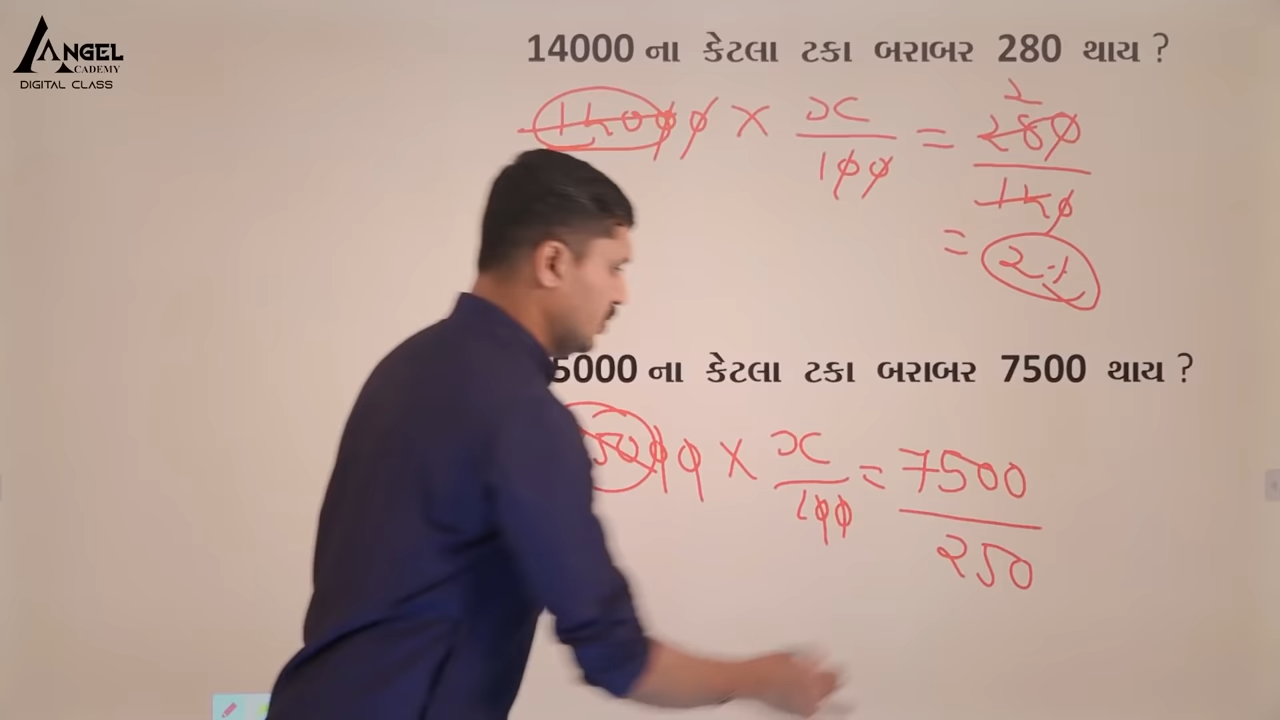 ANGEL
ACADEMY
DIGITAL CLASS
14000 ના કેટલા ટકા બરાબર 280 થાય ?
14000 × x/100 = 280/140
2
= 2%
5000 ના કેટલા ટકા બરાબર 7500 થાય ?
× x/100 = 7500/250